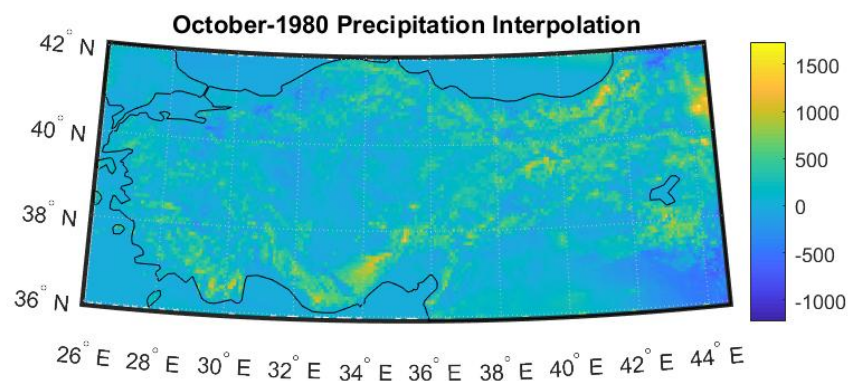 October-1980 Precipitation Interpolation
42° N
40° N
38° N
36° N
26° E 28° E 30° E 32° E 34° E 36° E 38° E 40° E 42° E 44° E
1500
1000
500
0
-500
-1000